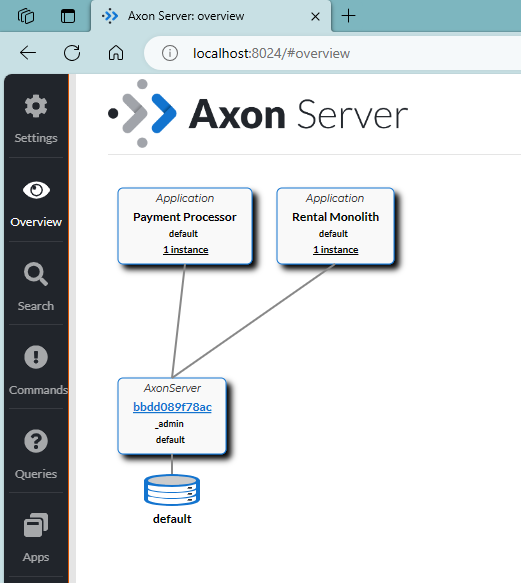 Axon Server: overview
localhost:8024/#overview
Axon Server
Settings
Overview
Search
Commands
Queries
Apps
Application
Payment Processor
default
1 instance
Application
Rental Monolith
default
1 instance
AxonServer
bbdd089f78ac
_admin
default
default